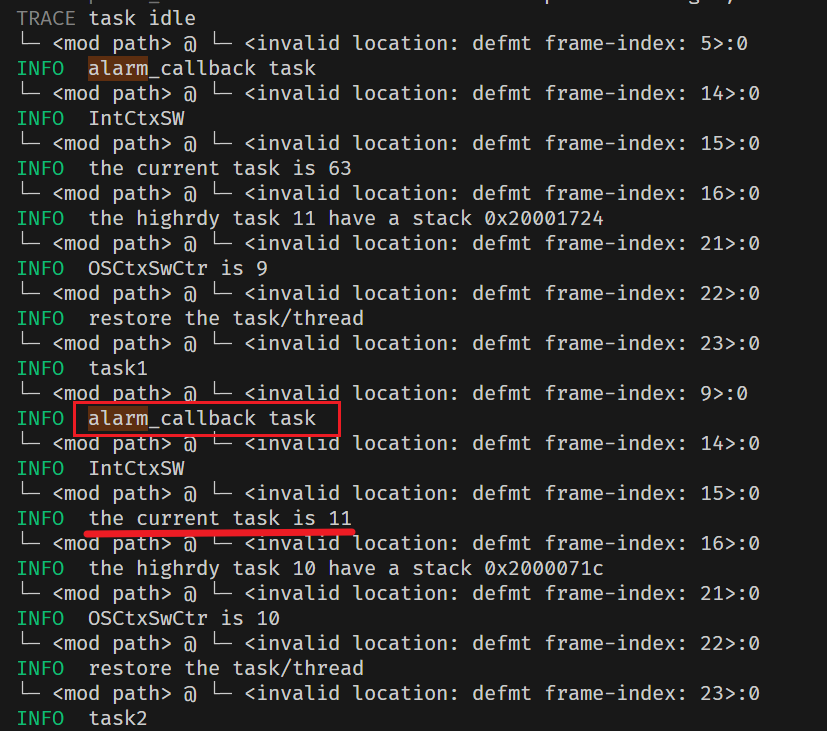 TRACE task idle
└─ <mod path> @ └─ <invalid location: defmt frame-index: 5>:0
INFO  alarm_callback task
└─ <mod path> @ └─ <invalid location: defmt frame-index: 14>:0
INFO  IntCtxSW
└─ <mod path> @ └─ <invalid location: defmt frame-index: 15>:0
INFO  the current task is 63
└─ <mod path> @ └─ <invalid location: defmt frame-index: 16>:0
INFO  the highrdy task 11 have a stack 0x20001724
└─ <mod path> @ └─ <invalid location: defmt frame-index: 21>:0
INFO  OSCtxSwCtr is 9
└─ <mod path> @ └─ <invalid location: defmt frame-index: 22>:0
INFO  restore the task/thread
└─ <mod path> @ └─ <invalid location: defmt frame-index: 23>:0
INFO  task1
└─ <mod path> @ └─ <invalid location: defmt frame-index: 9>:0
INFO  alarm_callback task
└─ <mod path> @ └─ <invalid location: defmt frame-index: 14>:0
INFO  IntCtxSW
└─ <mod path> @ └─ <invalid location: defmt frame-index: 15>:0
INFO  the current task is 11
└─ <mod path> @ └─ <invalid location: defmt frame-index: 16>:0
INFO  the highrdy task 10 have a stack 0x2000071c
└─ <mod path> @ └─ <invalid location: defmt frame-index: 21>:0
INFO  OSCtxSwCtr is 10
└─ <mod path> @ └─ <invalid location: defmt frame-index: 22>:0
INFO  restore the task/thread
└─ <mod path> @ └─ <invalid location: defmt frame-index: 23>:0
INFO  task2